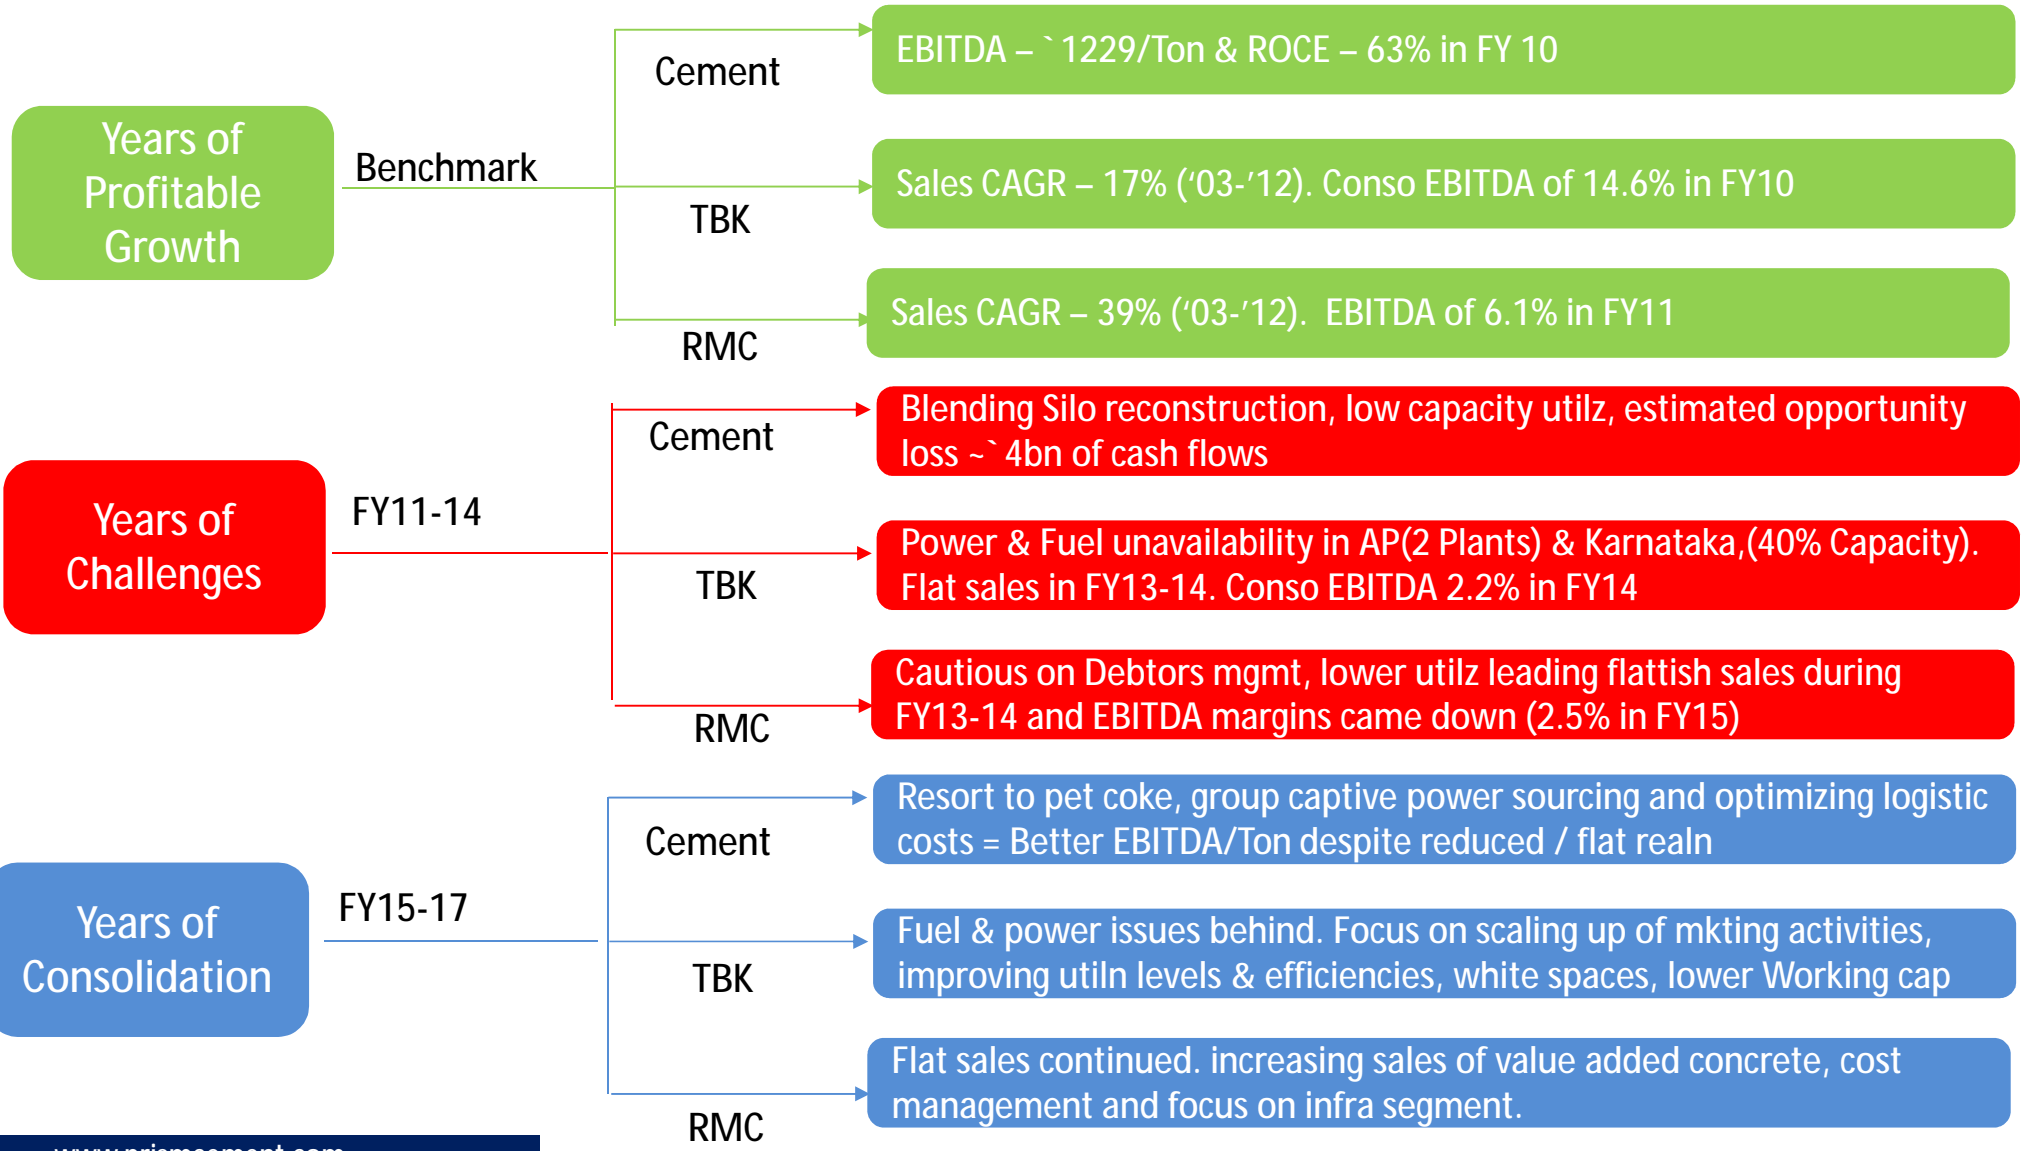 Years of
Profitable
Growth
Benchmark
Cement
EBITDA – ` 1229/Ton & ROCE – 63% in FY 10
TBK
Sales CAGR – 17% (‘03-’12). Conso EBITDA of 14.6% in FY10
RMC
Sales CAGR – 39% (‘03-’12). EBITDA of 6.1% in FY11
Years of
Challenges
FY11-14
Cement
Blending Silo reconstruction, low capacity utilz, estimated opportunity
loss ~` 4bn of cash flows
TBK
Power & Fuel unavailability in AP(2 Plants) & Karnataka,(40% Capacity).
Flat sales in FY13-14. Conso EBITDA 2.2% in FY14
RMC
Cautious on Debtors mgmt, lower utilz leading flattish sales during
FY13-14 and EBITDA margins came down (2.5% in FY15)
Years of
Consolidation
FY15-17
Cement
Resort to pet coke, group captive power sourcing and optimizing logistic
costs = Better EBITDA/Ton despite reduced / flat realn
TBK
Fuel & power issues behind. Focus on scaling up of mkting activities,
improving utiln levels & efficiencies, white spaces, lower Working cap
RMC
Flat sales continued. increasing sales of value added concrete, cost
management and focus on infra segment.
www.prismcement.com